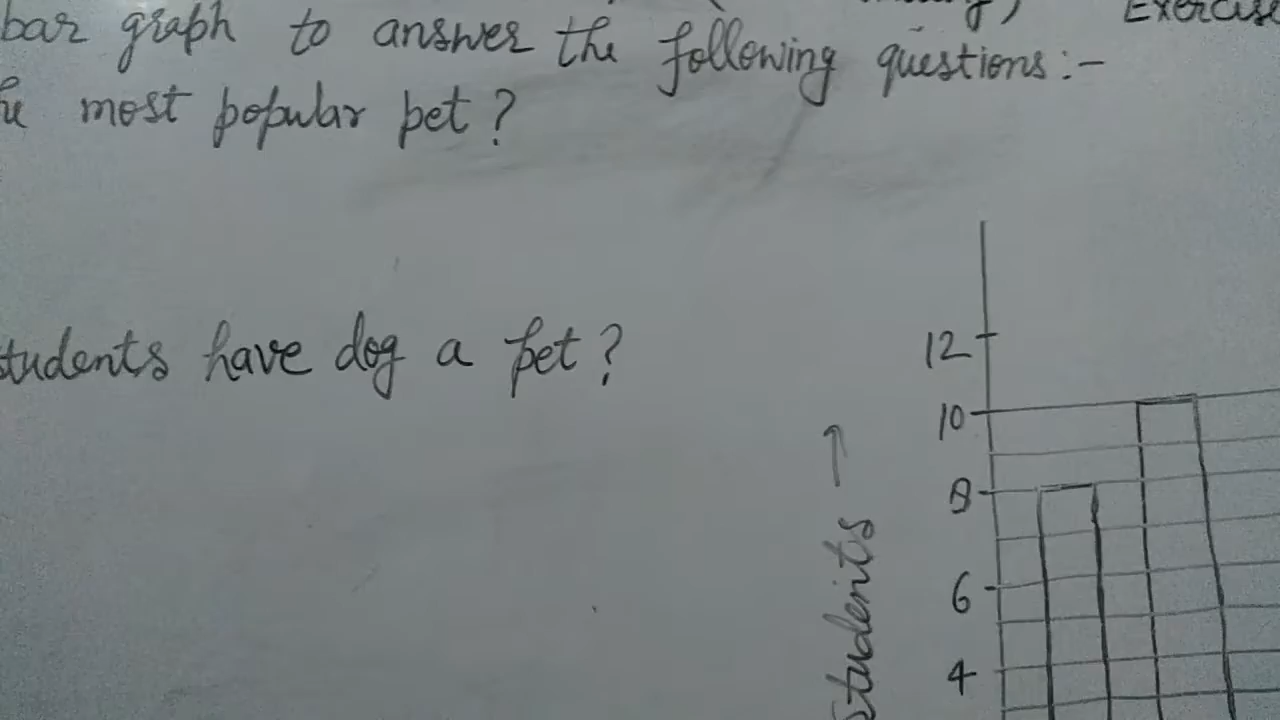 Exercise
bar graph to answer the following questions:-
most popular pet?
students have dog a pet?
12
10
8
6
4
students →